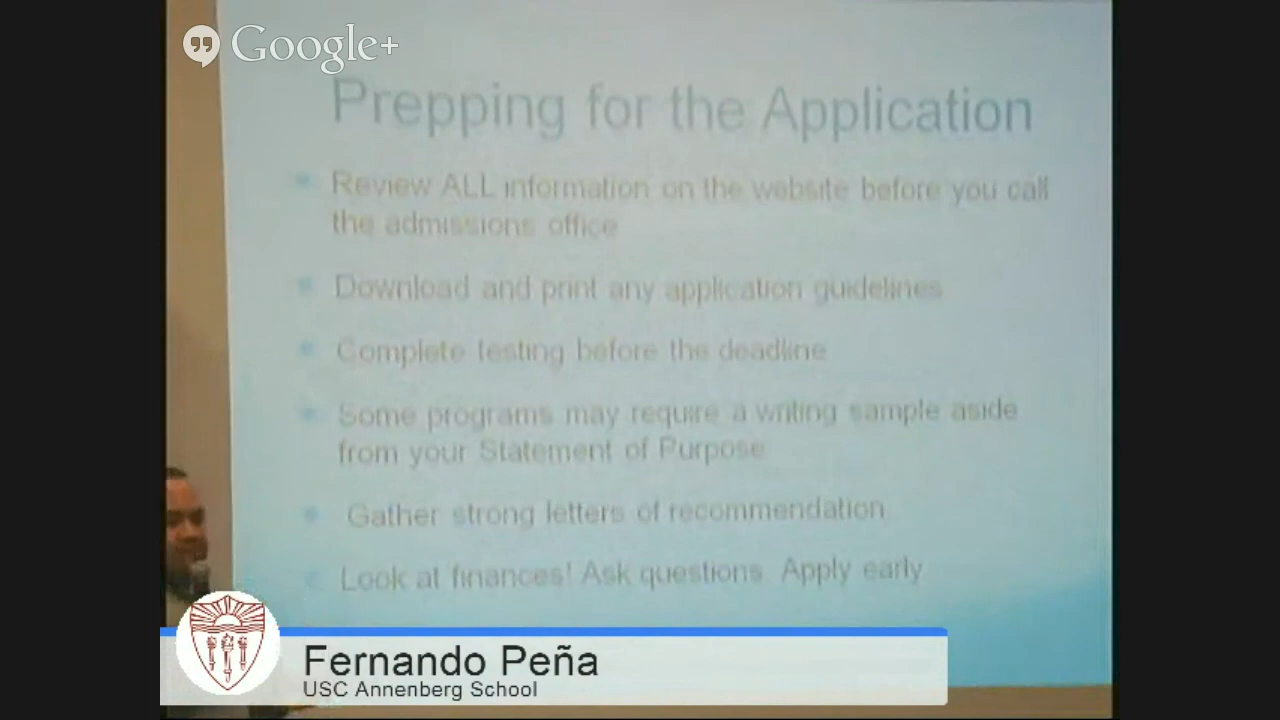 Google+
Prepping for the Application
Review ALL information on the website before you call
the admissions office
Download and print any application guidelines
Complete testing before the deadline
Some programs may require a writing sample aside
from your Statement of Purpose
Gather strong letters of recommendation
Look at finances! Ask questions Apply early
Fernando Peña
USC Annenberg School